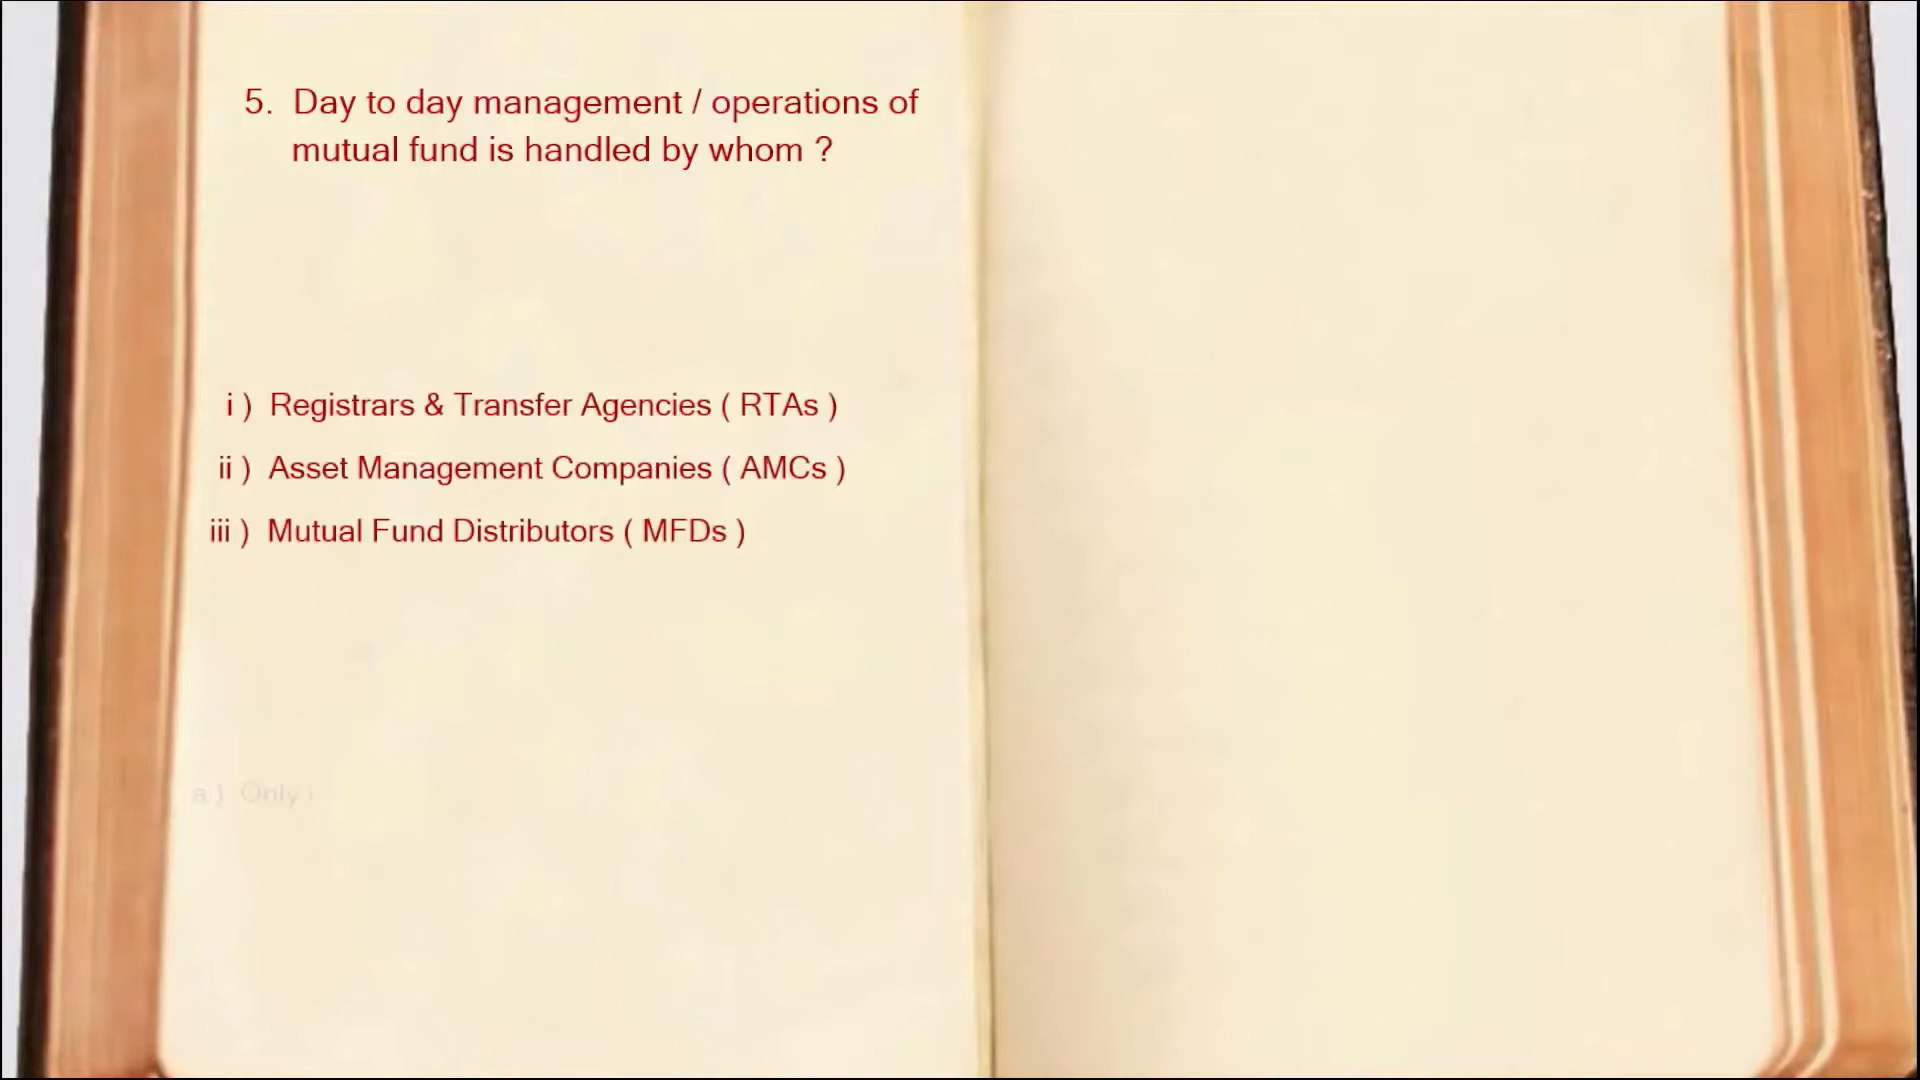 5. Day to day management / operations of
mutual fund is handled by whom ?
i ) Registrars & Transfer Agencies ( RTAs )
ii ) Asset Management Companies ( AMCs )
iii ) Mutual Fund Distributors ( MFDs )
a ) Only i